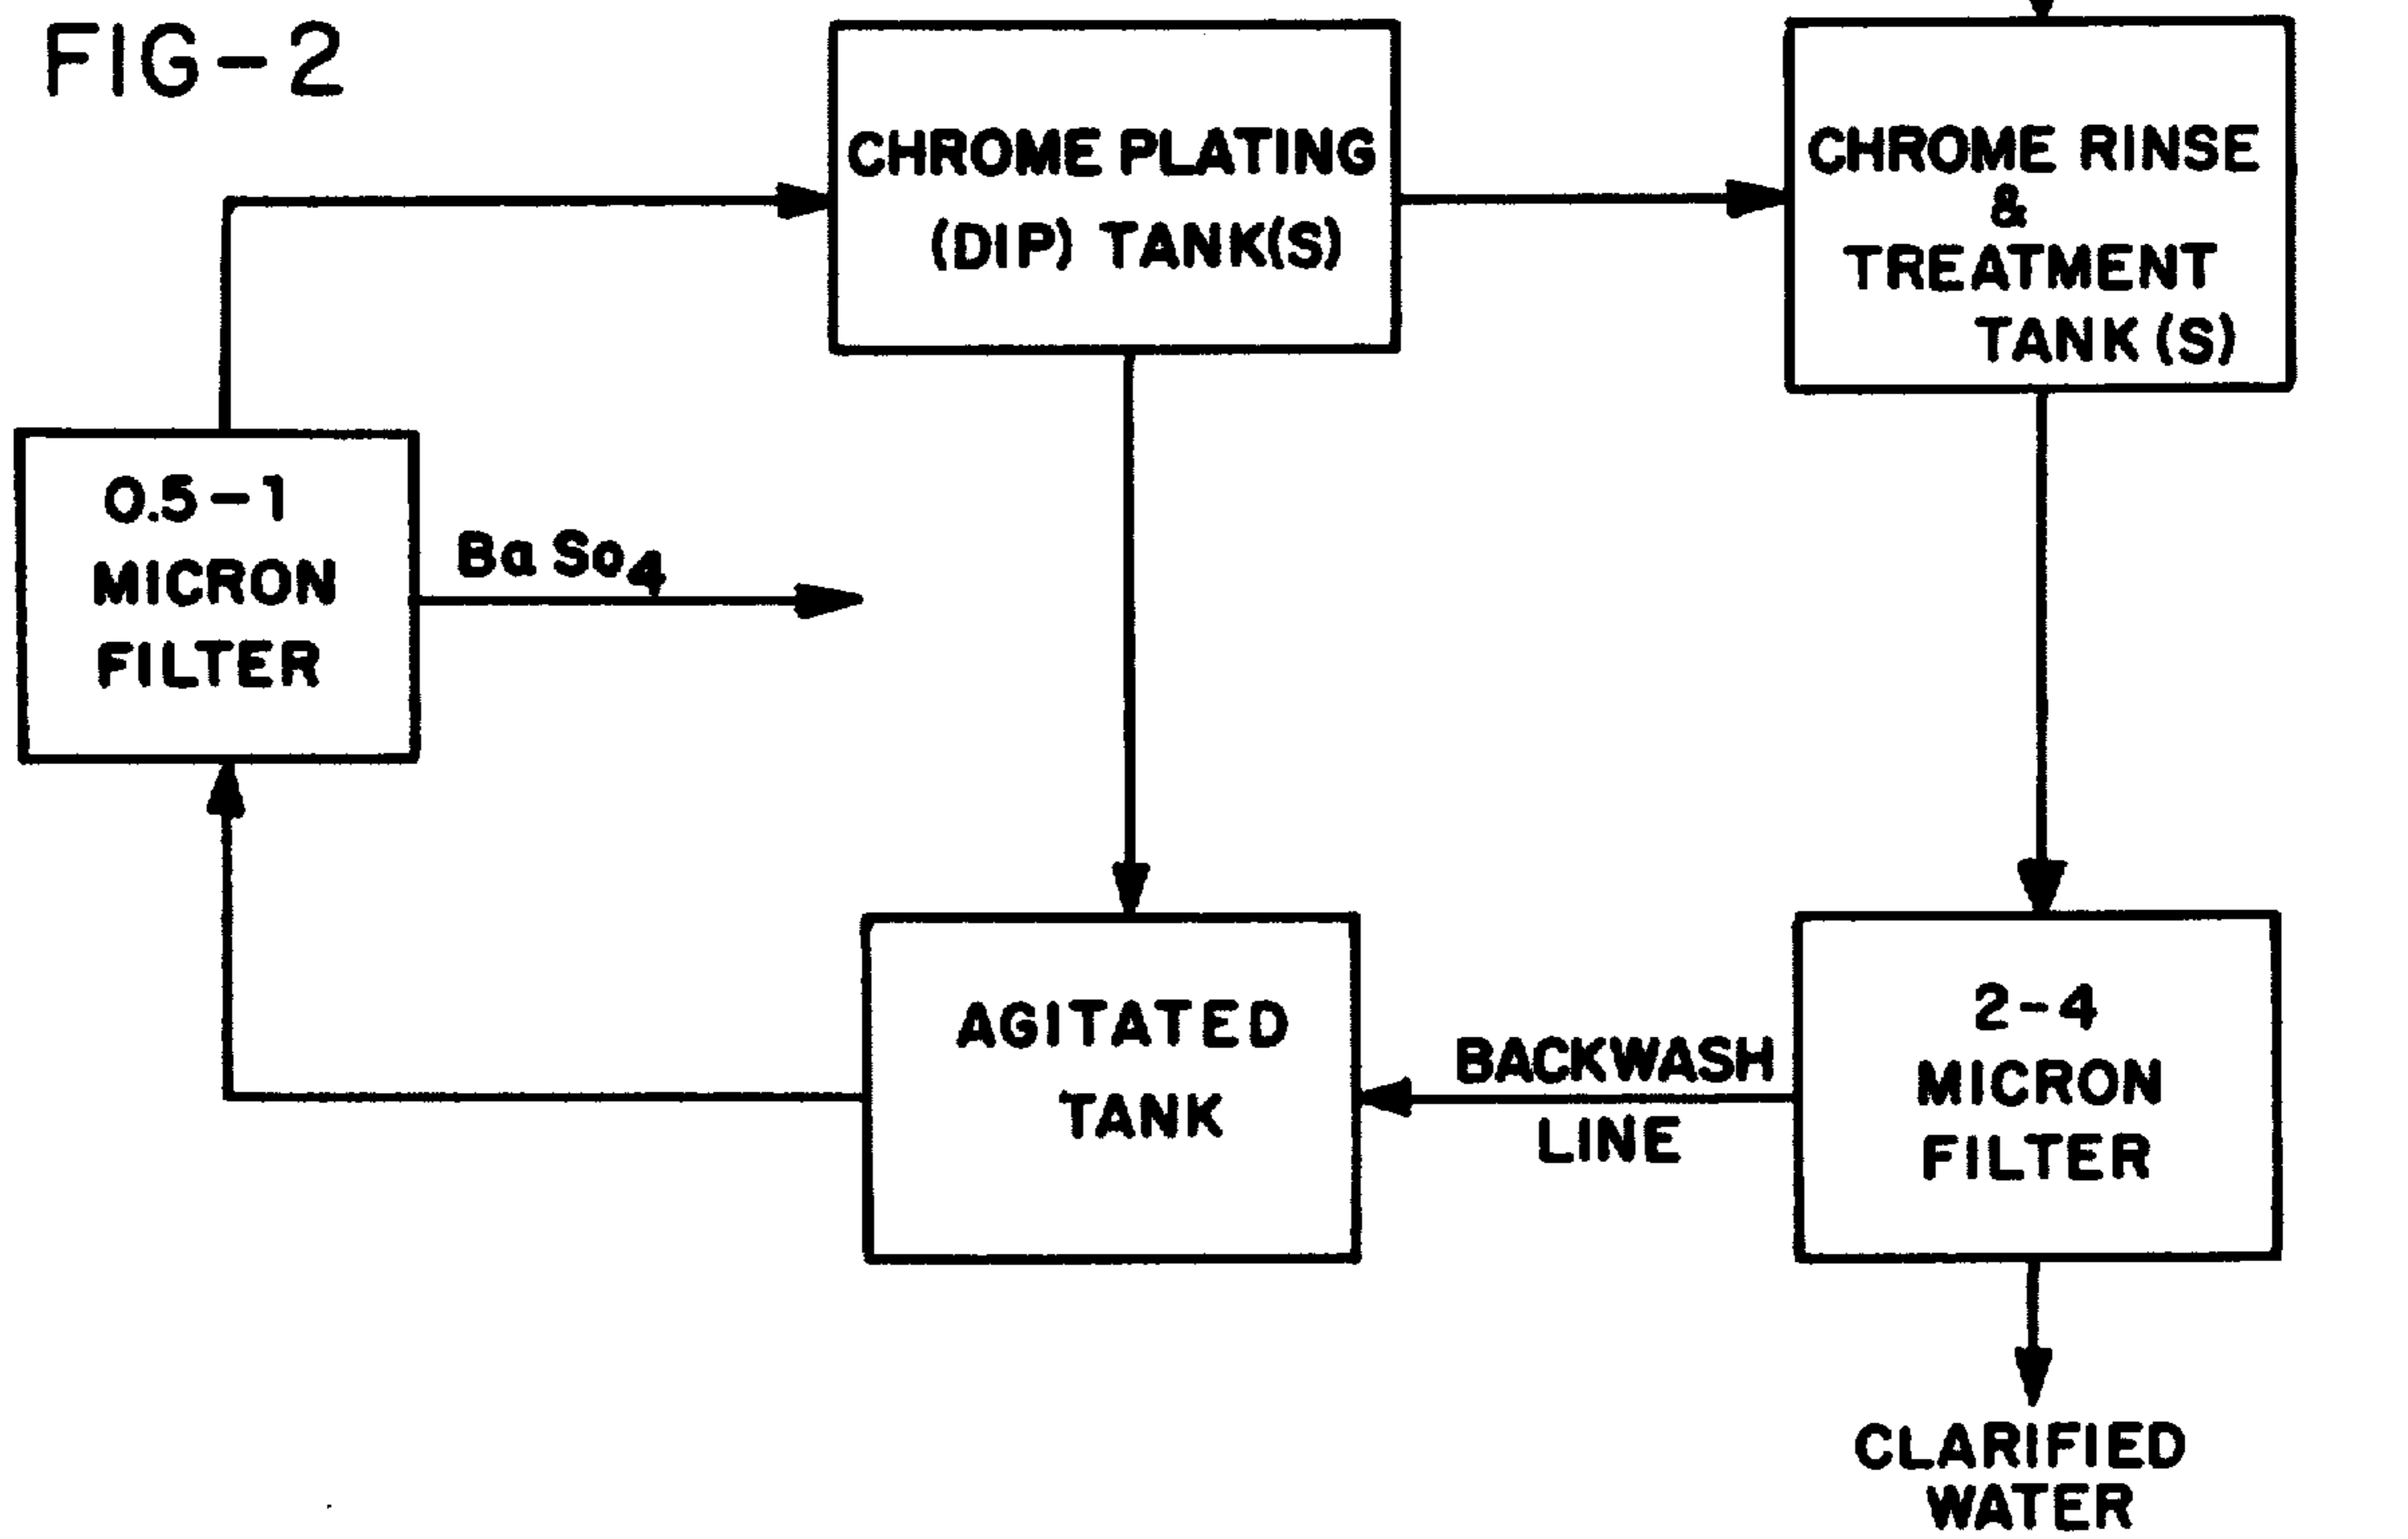 FIG-2
CHROME PLATING
(DIP) TANK(S)
CHROME RINSE
&
TREATMENT
TANK(S)
0.5-1
MICRON
FILTER
Ba So4
AGITATED
TANK
BACKWASH
LINE
2-4
MICRON
FILTER
CLARIFIED
WATER